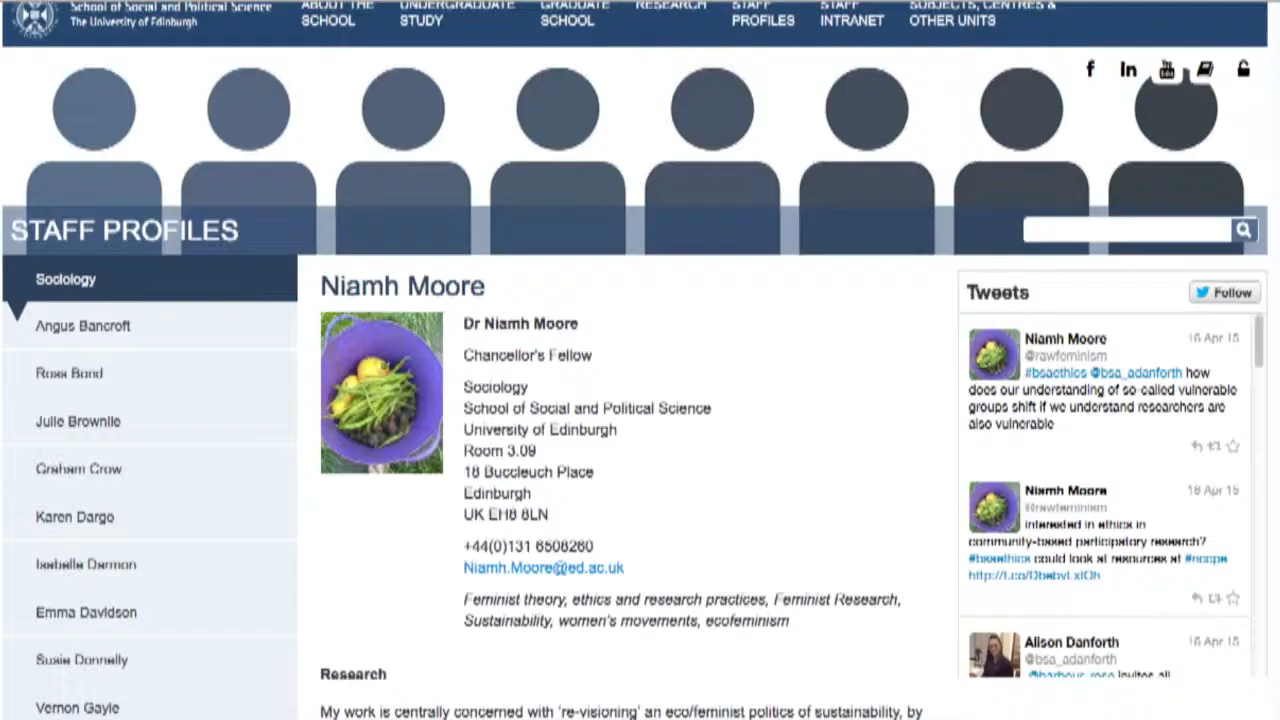 School of Social and Political Science
The University of Edinburgh
ABOUT THE SCHOOL
UNDERGRADUATE STUDY
GRADUATE SCHOOL
RESEARCH
STAFF PROFILES
STAFF INTRANET
SUBJECTS, CENTRES & OTHER UNITS
STAFF PROFILES
Sociology
Angus Bancroft
Ross Bond
Julie Brownlie
Graham Crow
Karen Dargo
Isabelle Darmon
Emma Davidson
Susie Donnelly
Vernon Gayle
Niamh Moore
Dr Niamh Moore
Chancellor's Fellow
Sociology
School of Social and Political Science
University of Edinburgh
Room 3.09
18 Buccleuch Place
Edinburgh
UK EH8 8LN
+44(0)131 6508260
Niamh.Moore@ed.ac.uk
Feminist theory, ethics and research practices, Feminist Research,
Sustainability, women's movements, ecofeminism
Research
My work is centrally concerned with 're-visioning' an eco/feminist politics of sustainability, by
Tweets
Follow
Niamh Moore
16 Apr 15
@rawfeminism
#bsaethics @bsa_adanforth how
does our understanding of so-called vulnerable
groups shift if we understand researchers are
also vulnerable
Niamh Moore
16 Apr 15
@rawfeminism
interested in ethics in
community-based participatory research?
#bsaethics could look at resources at #nccpe
Alison Danforth
16 Apr 15
@bsa_adanforth
@barbour_rose invites all